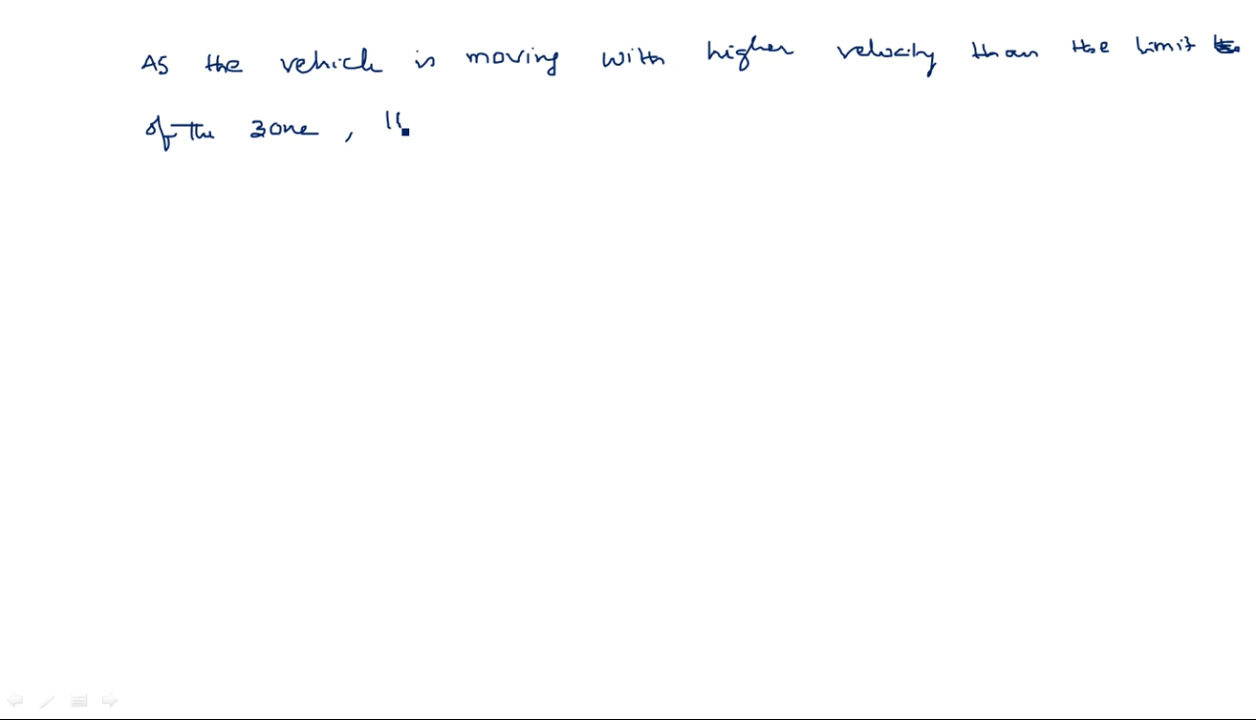 As the vehicle is moving with higher velocity than the limit
of the zone,